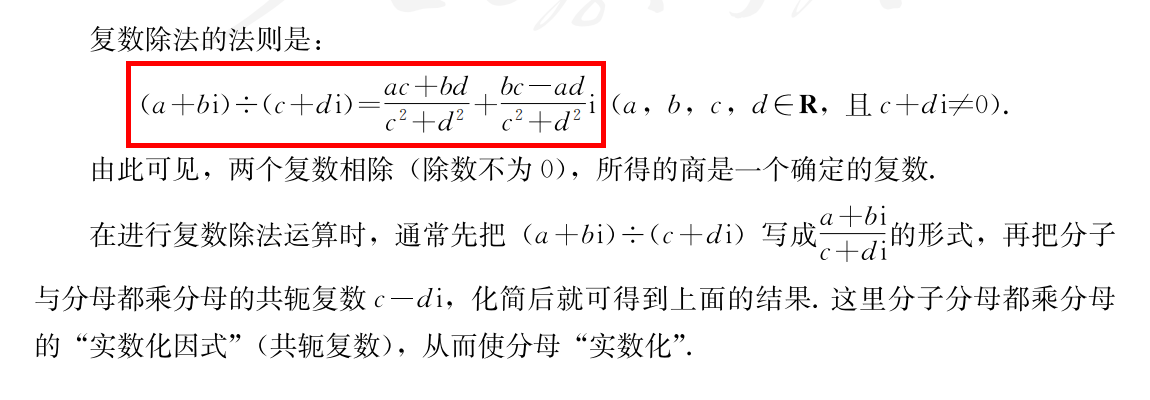 复数除法的法则是：
(a+bi)÷(c+di)=\frac{ac+bd}{c^2+d^2}+\frac{bc-ad}{c^2+d^2}i (a，b，c，d∈R，且c+di≠0)．
由此可见，两个复数相除（除数不为0），所得的商是一个确定的复数．
在进行复数除法运算时，通常先把 (a+bi)÷(c+di) 写成\frac{a+bi}{c+di}的形式，再把分子
与分母都乘分母的共轭复数c-di，化简后就可得到上面的结果．这里分子分母都乘分母
的“实数化因式”（共轭复数），从而使分母“实数化”．